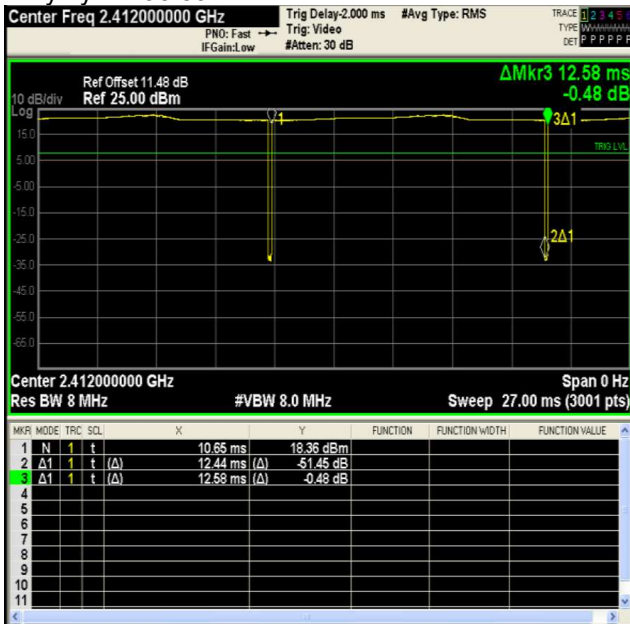 Center Freq 2.412000000 GHz
PNO: Fast
IFGain:Low
Trig Delay-2.000 ms
Trig: Video
#Atten: 30 dB
#Avg Type: RMS
TRACE 1 2 3 4 5
TYPE
DET P P P P P
ΔMkr3 12.58 ms
-0.48 dB
Ref Offset 11.48 dB
10 dB/div Ref 25.00 dBm
Log
1
3Δ1
15.0
TRIG LVL
5.00
-5.00
-15.0
-25.0
2Δ1
-35.0
-45.0
-55.0
-65.0
Center 2.412000000 GHz
Span 0 Hz
Res BW 8 MHz
#VBW 8.0 MHz
Sweep 27.00 ms (3001 pts)
MKR MODE TRC SCL X Y FUNCTION FUNCTION WIDTH FUNCTION VALUE
1 N 1 t 10.65 ms 18.36 dBm
2 Δ1 1 t (Δ) 12.44 ms (Δ) -51.45 dB
3 Δ1 1 t (Δ) 12.58 ms (Δ) -0.48 dB
4
5
6
7
8
9
10
11